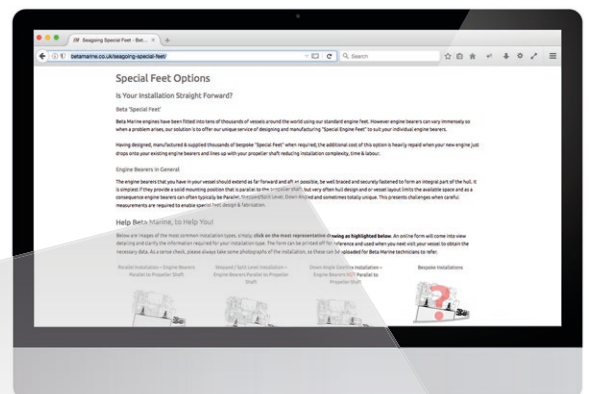 Seagoing Special Feet - Bet...
betamarine.co.uk/seagoing-special-feet/
Search
Special Feet Options
Is Your Installation Straight Forward?
Beta 'Special Feet'
Beta Marine engines have been fitted into tens of thousands of vessels around the world using our standard engine feet. However engine bearers can vary immensely so
when a problem arises, our solution is to offer our unique service of designing and manufacturing "Special Engine Feet" to suit your individual engine bearers.
Having designed, manufactured & supplied thousands of bespoke "Special Feet" when required, the additional cost of this option is heavily repaid when your new engine just
drops onto your existing engine bearers and lines up with your propeller shaft reducing installation complexity, time & labour.
Engine Bearers in General
The engine bearers that you have in your vessel should extend as far forward and aft as possible, be well braced and securely fastened to form an integral part of the hull. It
is simplest if they provide a solid mounting position that is parallel to the propeller shaft, but very often hull design and or vessel layout limits the available space and as a
consequence engine bearers can often typically be Parallel, Stepped/Split Level, Down Angled and sometimes totally unique. This presents challenges when careful
measurements are required to enable special feet design & fabrication.
Help Beta Marine, to Help You!
Below are images of the most common installation types, simply, click on the most representative drawing as highlighted below. An online form will come into view
detailing and clarify the information required for your installation type. The form can be printed off for reference and used when you next visit your vessel to obtain the
necessary data. As a sense check, please always take some photographs of the installation, so these can be uploaded for Beta Marine technicians to refer.
Parallel Installation – Engine Bearers
Parallel to Propeller Shaft
Stepped / Split Level Installation –
Engine Bearers Parallel to Propeller
Shaft
Down Angle Gearbox Installation –
Engine Bearers NOT Parallel to
Propeller Shaft
Bespoke Installations
?